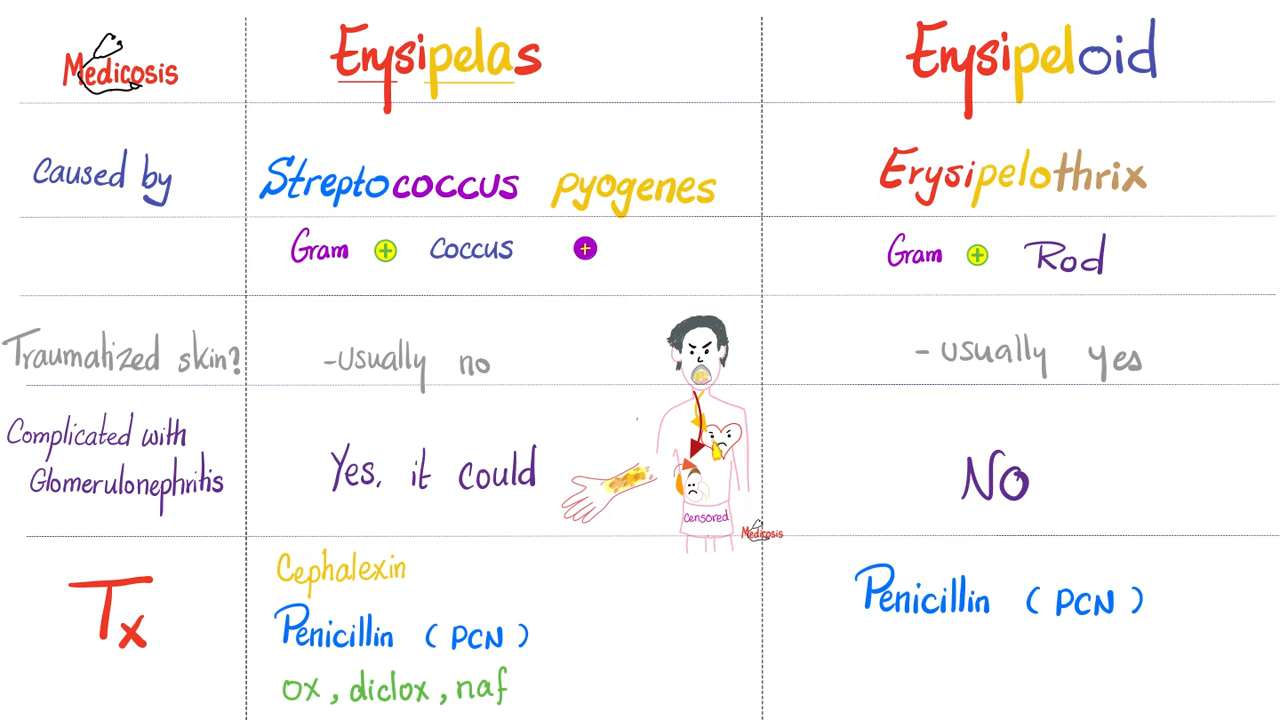 Medicosis
Erysipelas
Erysipeloid
Caused by
Streptococcus pyogenes
Erysipelothrix
Gram + coccus +
Gram + Rod
Traumatized skin?
-usually no
- usually yes
Complicated with
Glomerulonephritis
Yes, it could
NO
Censored
Medicosis
Tx
Cephalexin
Penicillin (PCN)
ox, diclox, naf
Penicillin (PCN)